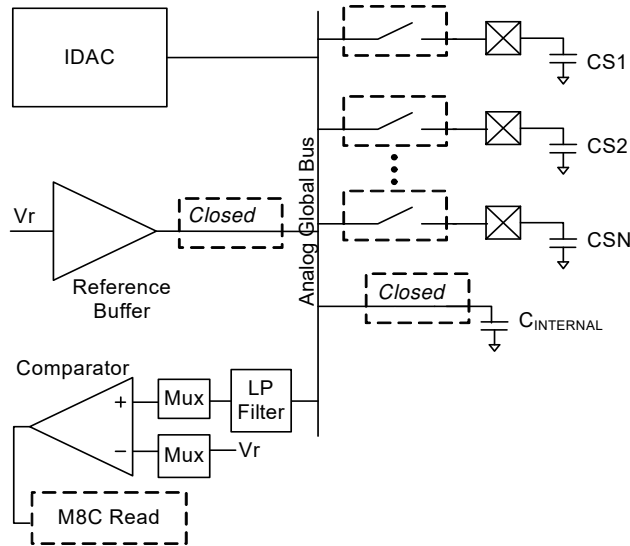 IDAC
CS1
CS2
Analog Global Bus
Vr
Closed
CSN
Reference
Buffer
Closed
CINTERNAL
Comparator
+
Mux
LP
Filter
−
Mux
Vr
M8C Read